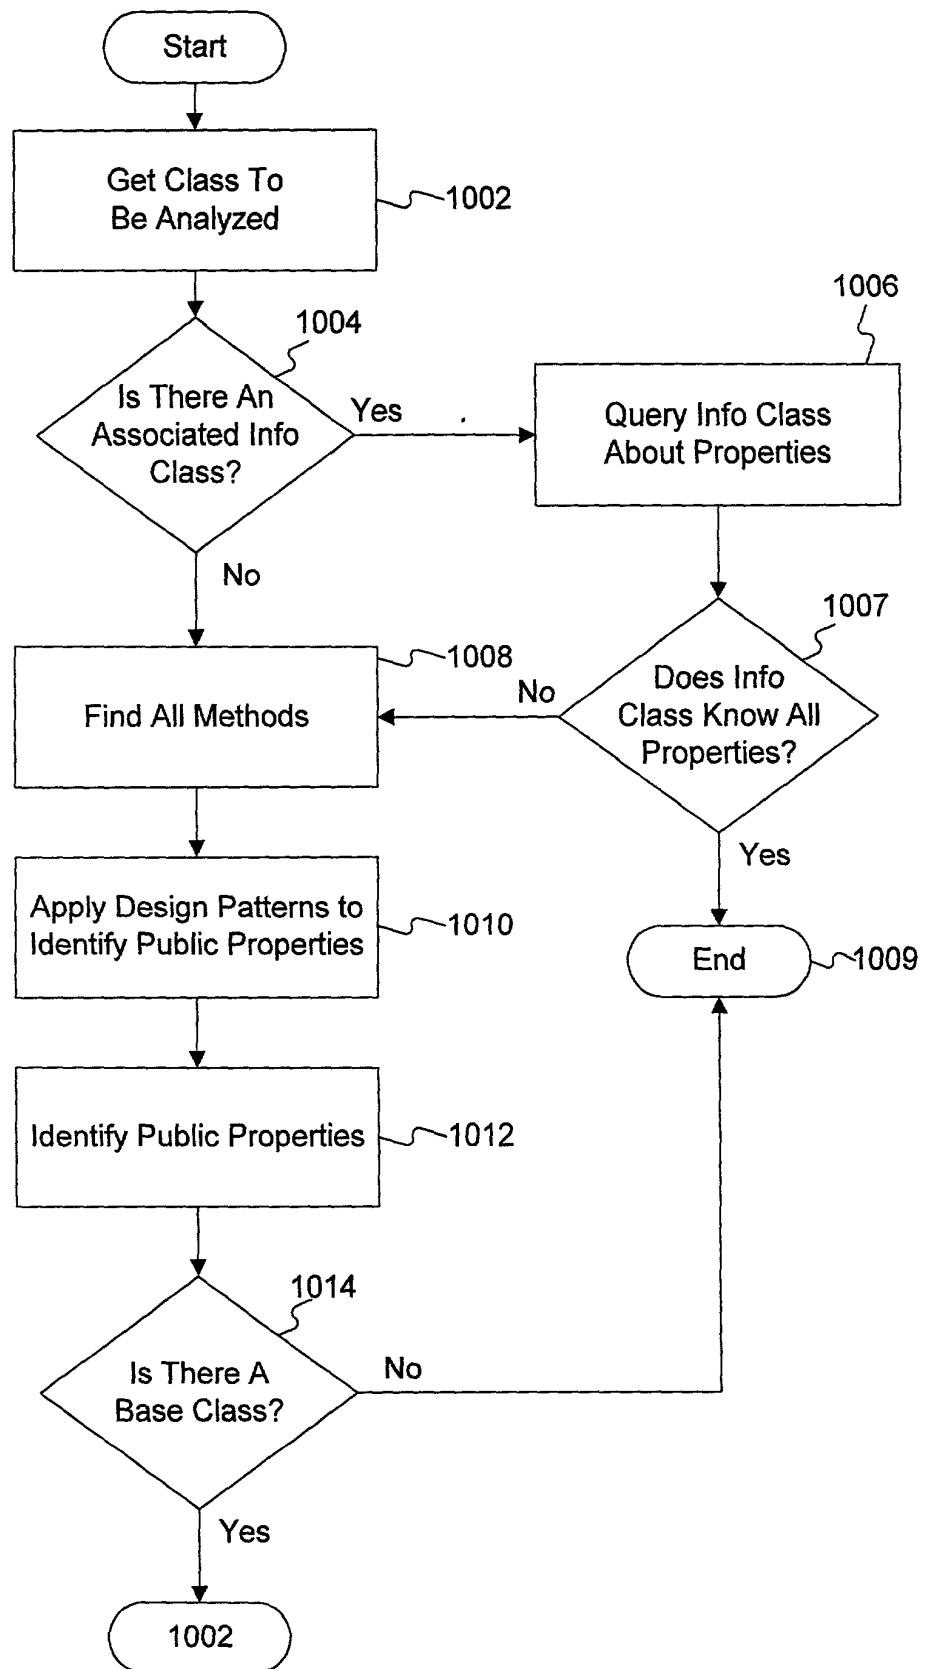 Start
Get Class To
Be Analyzed
1002
1004
Is There An
Associated Info
Class?
Yes
No
1006
Query Info Class
About Properties
1007
Does Info
Class Know All
Properties?
No
Yes
1008
Find All Methods
End
1009
Apply Design Patterns to
Identify Public Properties
1010
Identify Public Properties
1012
1014
Is There A
Base Class?
No
Yes
1002